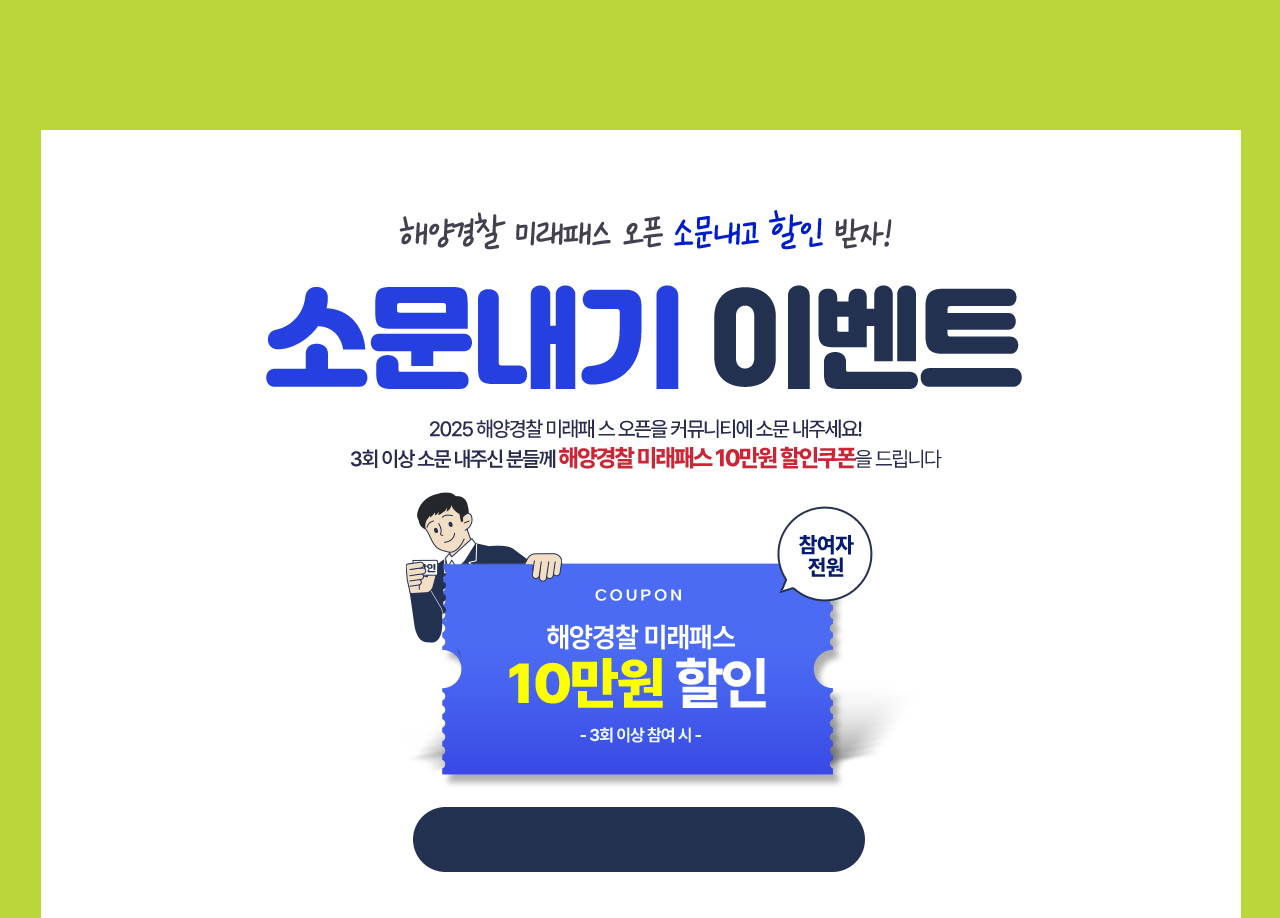 해양경찰 미래패스 오픈 소문내고 할인 받자!
소문내기 이벤트
2025 해양경찰 미래패 스 오픈을 커뮤니티에 소문 내주세요!
3회 이상 소문 내주신 분들께 해양경찰 미래패스 10만원 할인쿠폰을 드립니다
참여자
전원
COUPON
해양경찰 미래패스
10만원 할인
- 3회 이상 참여 시 -